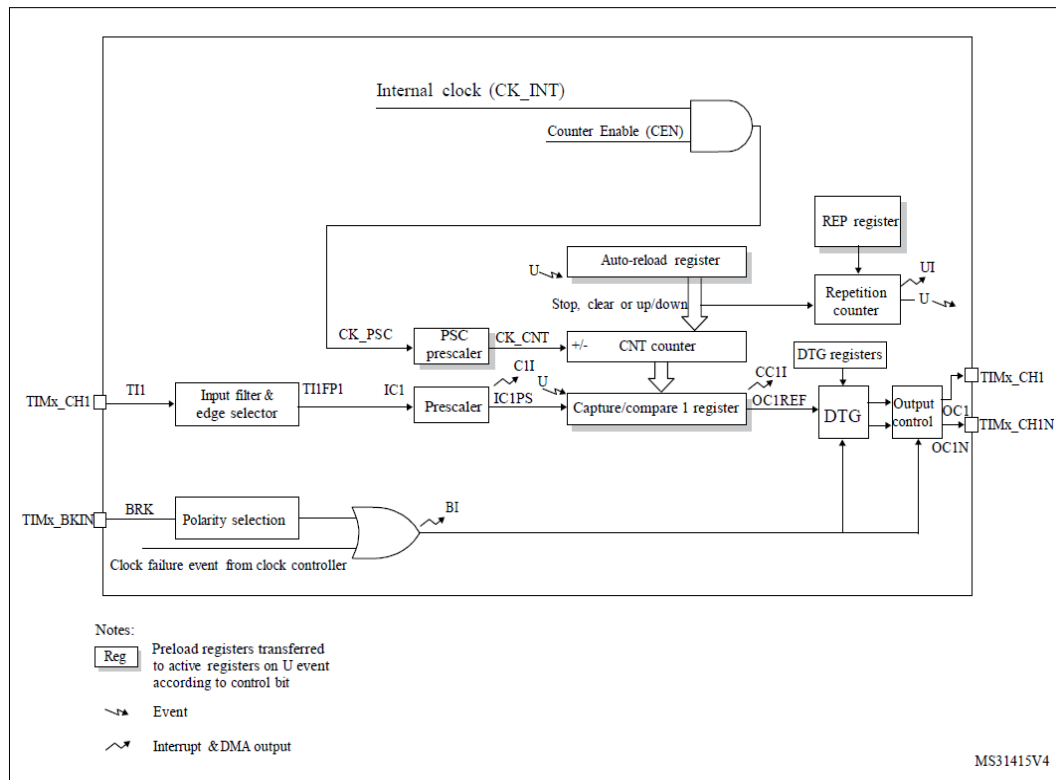 Internal clock (CK_INT)
Counter Enable (CEN)
REP register
U
Auto-reload register
UI
Stop, clear or up/down
Repetition counter
U
CK_PSC
PSC prescaler
CK_CNT
+/-
CNT counter
DTG registers
TIMx_CH1
TI1
Input filter & edge selector
TI1FP1
IC1
Prescaler
C1I
IC1PS
U
Capture/compare 1 register
CC1I
OC1REF
DTG
Output control
OC1
TIMx_CH1
TIMx_CH1N
OC1N
TIMx_BKIN
BRK
Polarity selection
BI
Clock failure event from clock controller
Notes:
Reg
Preload registers transferred
to active registers on U event
according to control bit
Event
Interrupt & DMA output
MS31415V4